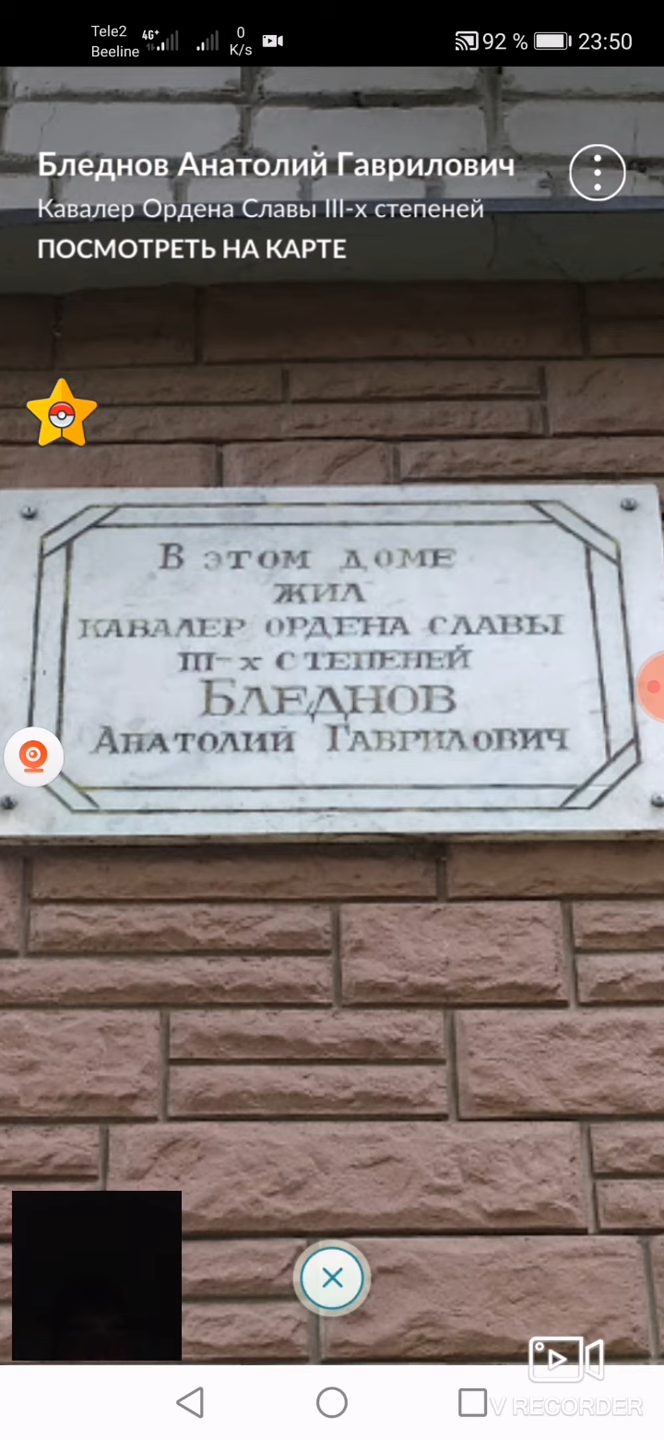 Tele2
Beeline
4G+
0
K/s
92 %
23:50
Бледнов Анатолий Гаврилович
Кавалер Ордена Славы III-х степеней
ПОСМОТРЕТЬ НА КАРТЕ
В ЭТОМ ДОМЕ
ЖИЛ
КАВАЛЕР ОРДЕНА СЛАВЫ
III-Х СТЕПЕНЕЙ
БЛЕДНОВ
АНАТОЛИЙ ГАВРИЛОВИЧ
V RECORDER